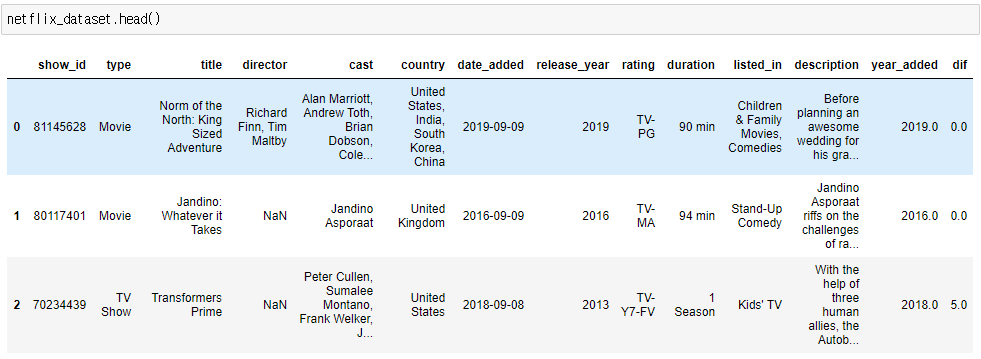 netflix_dataset.head()
show_id type title director cast country date_added release_year rating duration listed_in description year_added dif
0 81145628 Movie Norm of the North: King Sized Adventure Richard Finn, Tim Maltby Alan Marriott, Andrew Toth, Brian Dobson, Cole... United States, India, South Korea, China 2019-09-09 2019 TV-PG 90 min Children & Family Movies, Comedies Before planning an awesome wedding for his gra... 2019.0 0.0
1 80117401 Movie Jandino: Whatever it Takes NaN Jandino Asporaat United Kingdom 2016-09-09 2016 TV-MA 94 min Stand-Up Comedy Jandino Asporaat riffs on the challenges of ra... 2016.0 0.0
2 70234439 TV Show Transformers Prime NaN Peter Cullen, Sumalee Montano, Frank Welker, J... United States 2018-09-08 2013 TV-Y7-FV 1 Season Kids' TV With the help of three human allies, the Autob... 2018.0 5.0